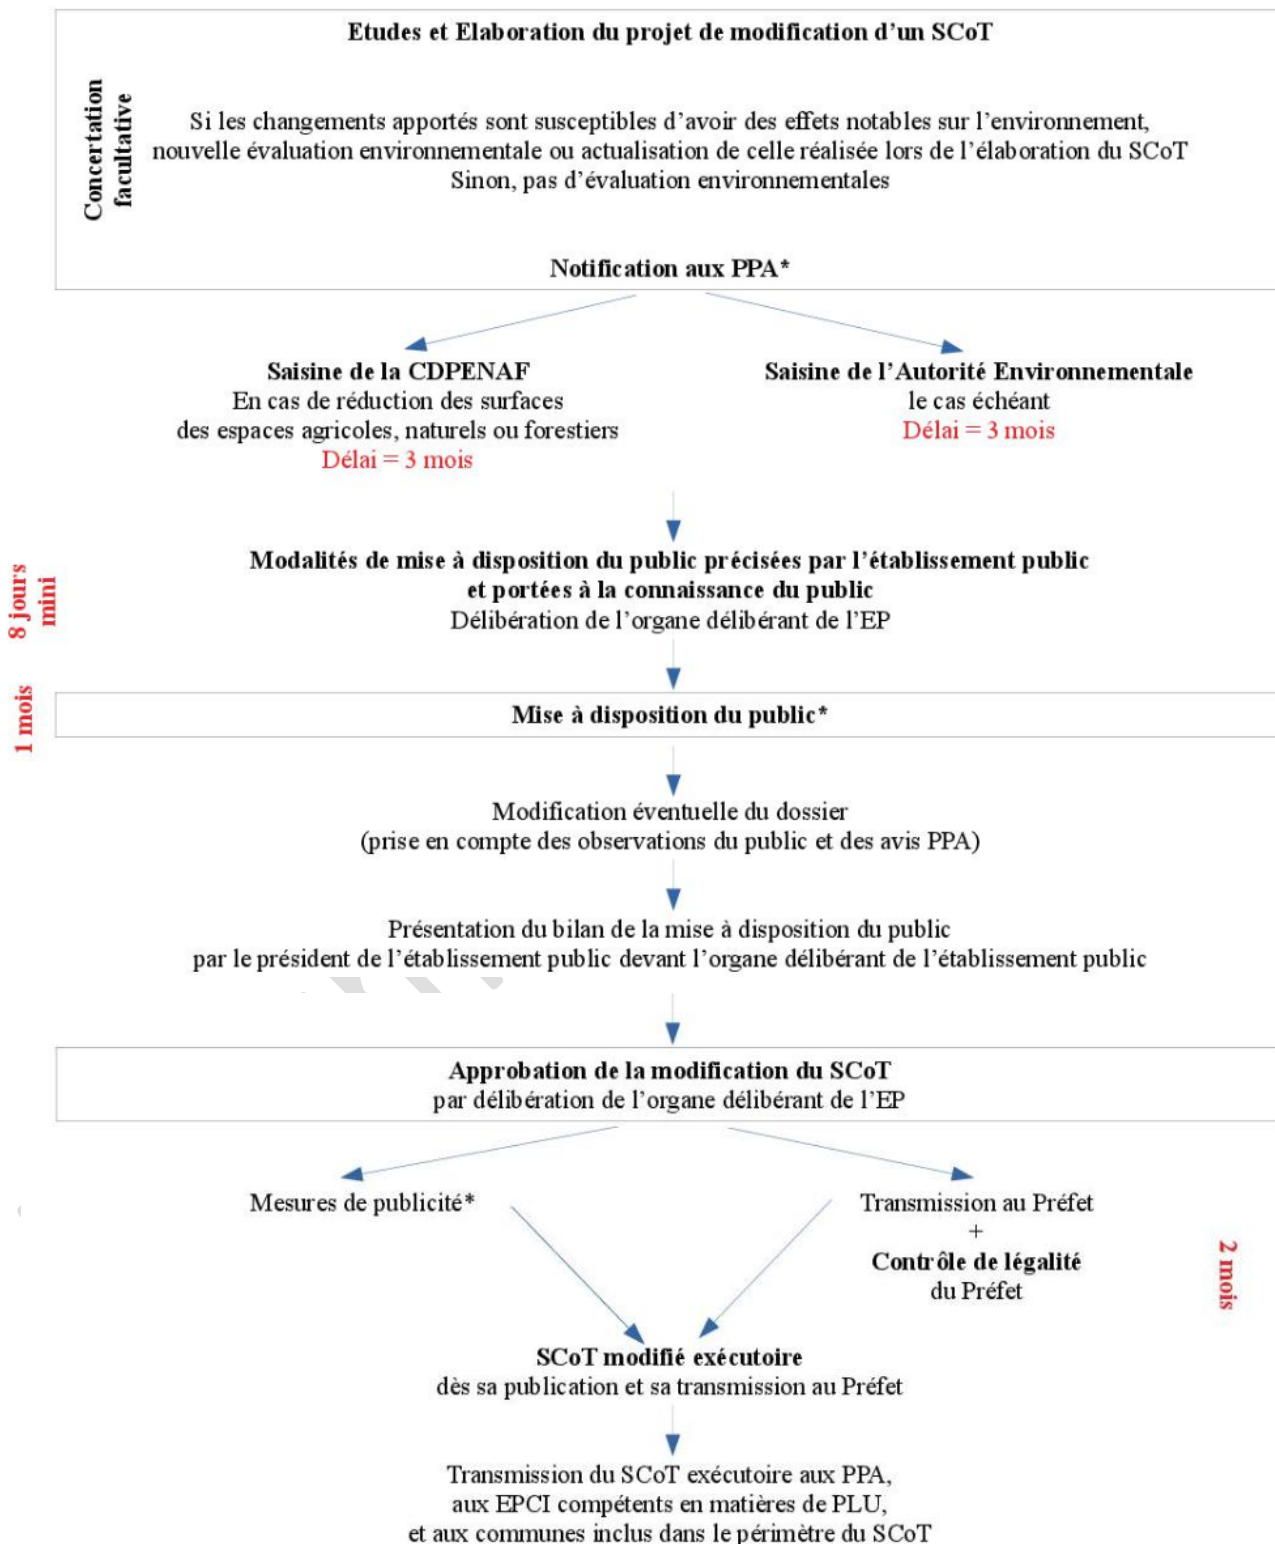 Etudes et Elaboration du projet de modification d'un SCoT
Concertation
facultative
Si les changements apportés sont susceptibles d'avoir des effets notables sur l'environnement,
nouvelle évaluation environnementale ou actualisation de celle réalisée lors de l'élaboration du SCoT
Sinon, pas d'évaluation environnementales
Notification aux PPA*
Saisine de la CDPENAF
En cas de réduction des surfaces
des espaces agricoles, naturels ou forestiers
Délai = 3 mois
Saisine de l'Autorité Environnementale
le cas échéant
Délai = 3 mois
8 jours
mini
Modalités de mise à disposition du public précisées par l'établissement public
et portées à la connaissance du public
Délibération de l'organe délibérant de l'EP
1 mois
Mise à disposition du public*
Modification éventuelle du dossier
(prise en compte des observations du public et des avis PPA)
Présentation du bilan de la mise à disposition du public
par le président de l'établissement public devant l'organe délibérant de l'établissement public
Approbation de la modification du SCoT
par délibération de l'organe délibérant de l'EP
Mesures de publicité*
Transmission au Préfet
+
Contrôle de légalité
du Préfet
2 mois
SCoT modifié exécutoire
dès sa publication et sa transmission au Préfet
Transmission du SCoT exécutoire aux PPA,
aux EPCI compétents en matières de PLU,
et aux communes inclus dans le périmètre du SCoT